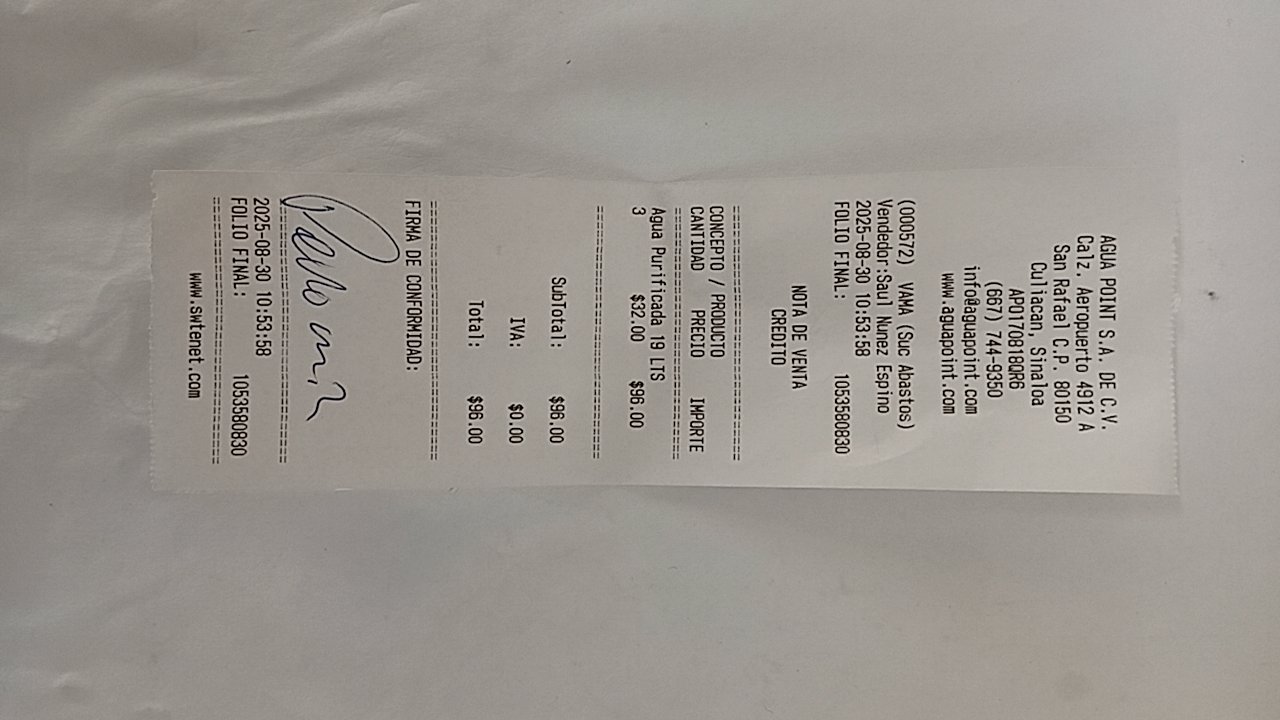 AGUA POINT S.A. DE C.V.
Calz. Aeropuerto 4912 A
San Rafael C.P. 80150
Culiacan, Sinaloa
APO170818QR6
(667) 744-9350
info@aguapoint.com
www.aguapoint.com
(000572) VAMA (Suc Abastos)
Vendedor:Saul Nunez Espino
2025-08-30 10:53:58
FOLIO FINAL: 1053580830
NOTA DE VENTA
CREDITO
===========================
CONCEPTO / PRODUCTO
CANTIDAD PRECIO IMPORTE
===========================
Agua Purificada 19 LTS
3 $32.00 $96.00
===========================
SubTotal: $96.00
IVA: $0.00
Total: $96.00
===========================
FIRMA DE CONFORMIDAD:
===========================
2025-08-30 10:53:58
FOLIO FINAL: 1053580830
===========================
www.swtenet.com